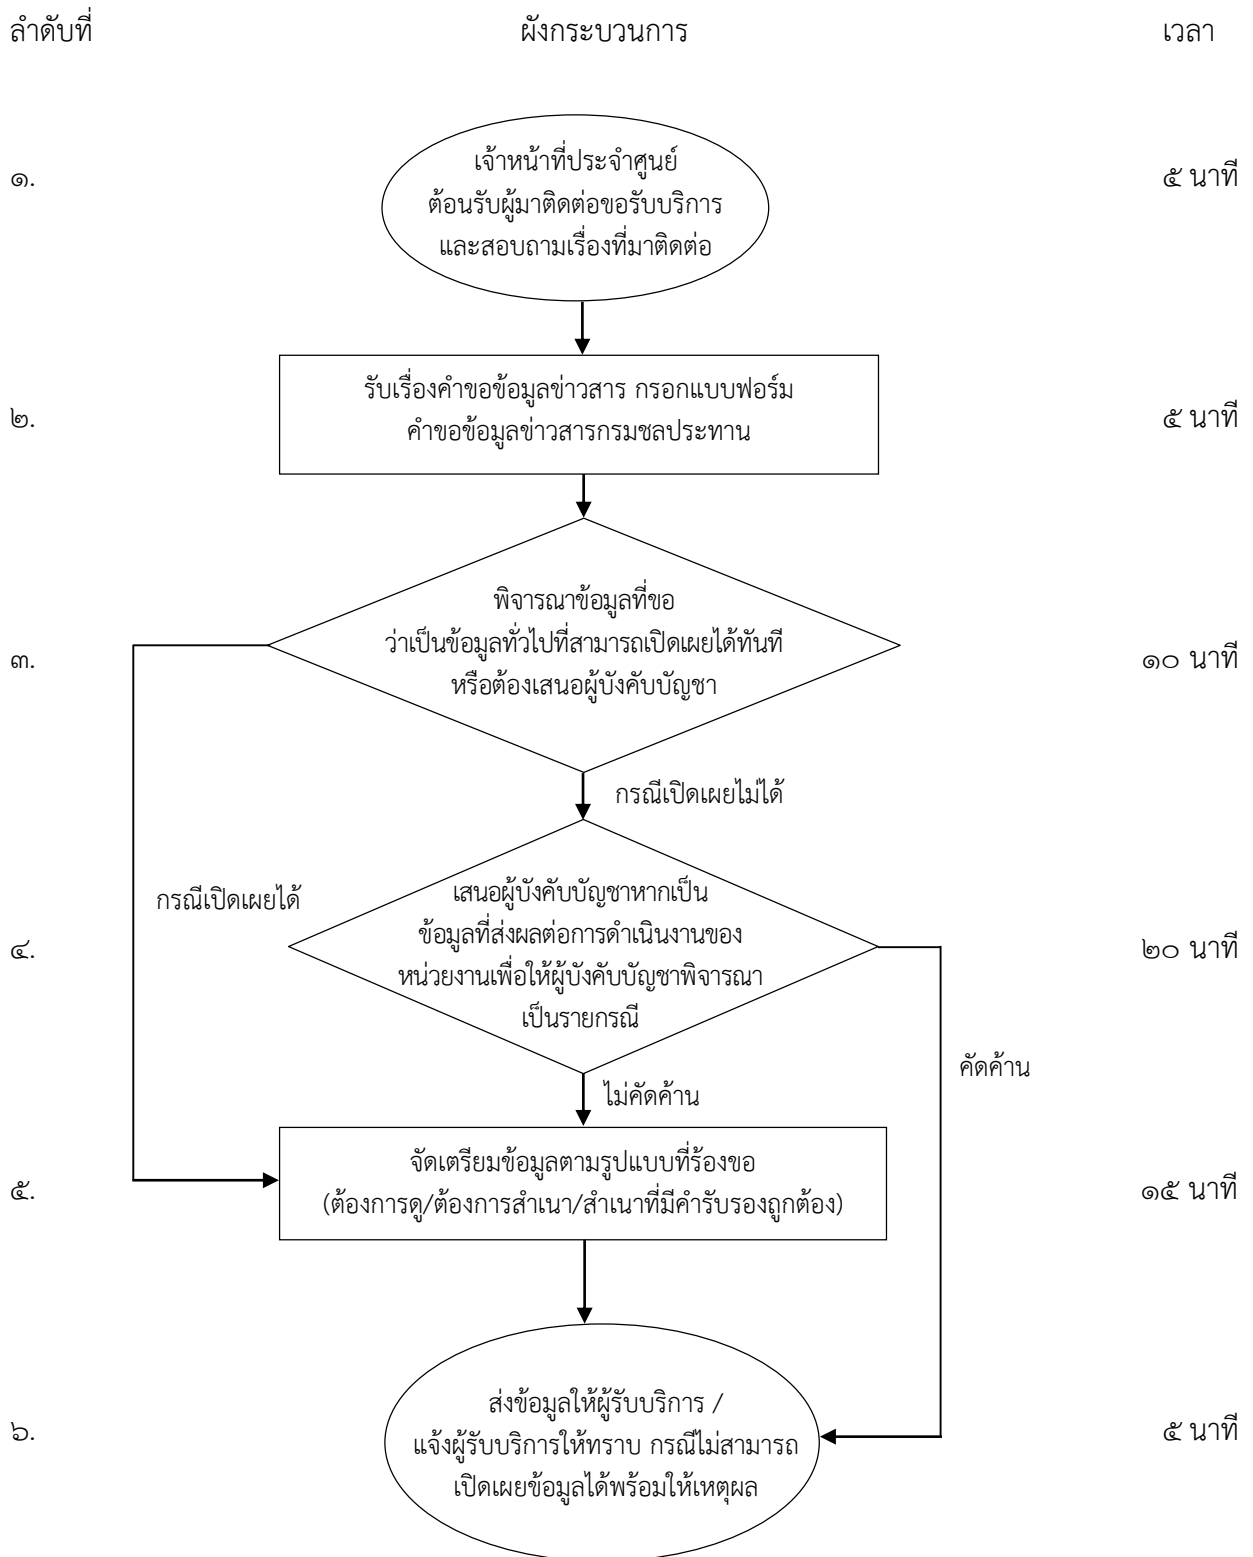 ลำดับที่ ผังกระบวนการ เวลา
๑.
เจ้าหน้าที่ประจำศูนย์
ต้อนรับผู้มาติดต่อขอรับบริการ
และสอบถามเรื่องที่มาติดต่อ
๕ นาที
๒.
รับเรื่องคำขอข้อมูลข่าวสาร กรอกแบบฟอร์ม
คำขอข้อมูลข่าวสารกรมชลประทาน
๕ นาที
๓.
พิจารณาข้อมูลที่ขอ
ว่าเป็นข้อมูลทั่วไปที่สามารถเปิดเผยได้ทันที
หรือต้องเสนอผู้บังคับบัญชา
๑๐ นาที
กรณีเปิดเผยไม่ได้
กรณีเปิดเผยได้
๔.
เสนอผู้บังคับบัญชาหากเป็น
ข้อมูลที่ส่งผลต่อการดำเนินงานของ
หน่วยงานเพื่อให้ผู้บังคับบัญชาพิจารณา
เป็นรายกรณี
๒๐ นาที
คัดค้าน
ไม่คัดค้าน
๕.
จัดเตรียมข้อมูลตามรูปแบบที่ร้องขอ
(ต้องการดู/ต้องการสำเนา/สำเนาที่มีคำรับรองถูกต้อง)
๑๕ นาที
๖.
ส่งข้อมูลให้ผู้รับบริการ /
แจ้งผู้รับบริการให้ทราบ กรณีไม่สามารถ
เปิดเผยข้อมูลได้พร้อมให้เหตุผล
๕ นาที